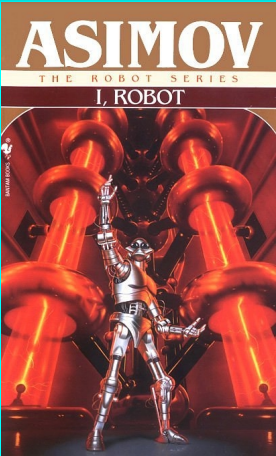 ASIMOV
THE ROBOT SERIES
I, ROBOT
BANTAM BOOKS